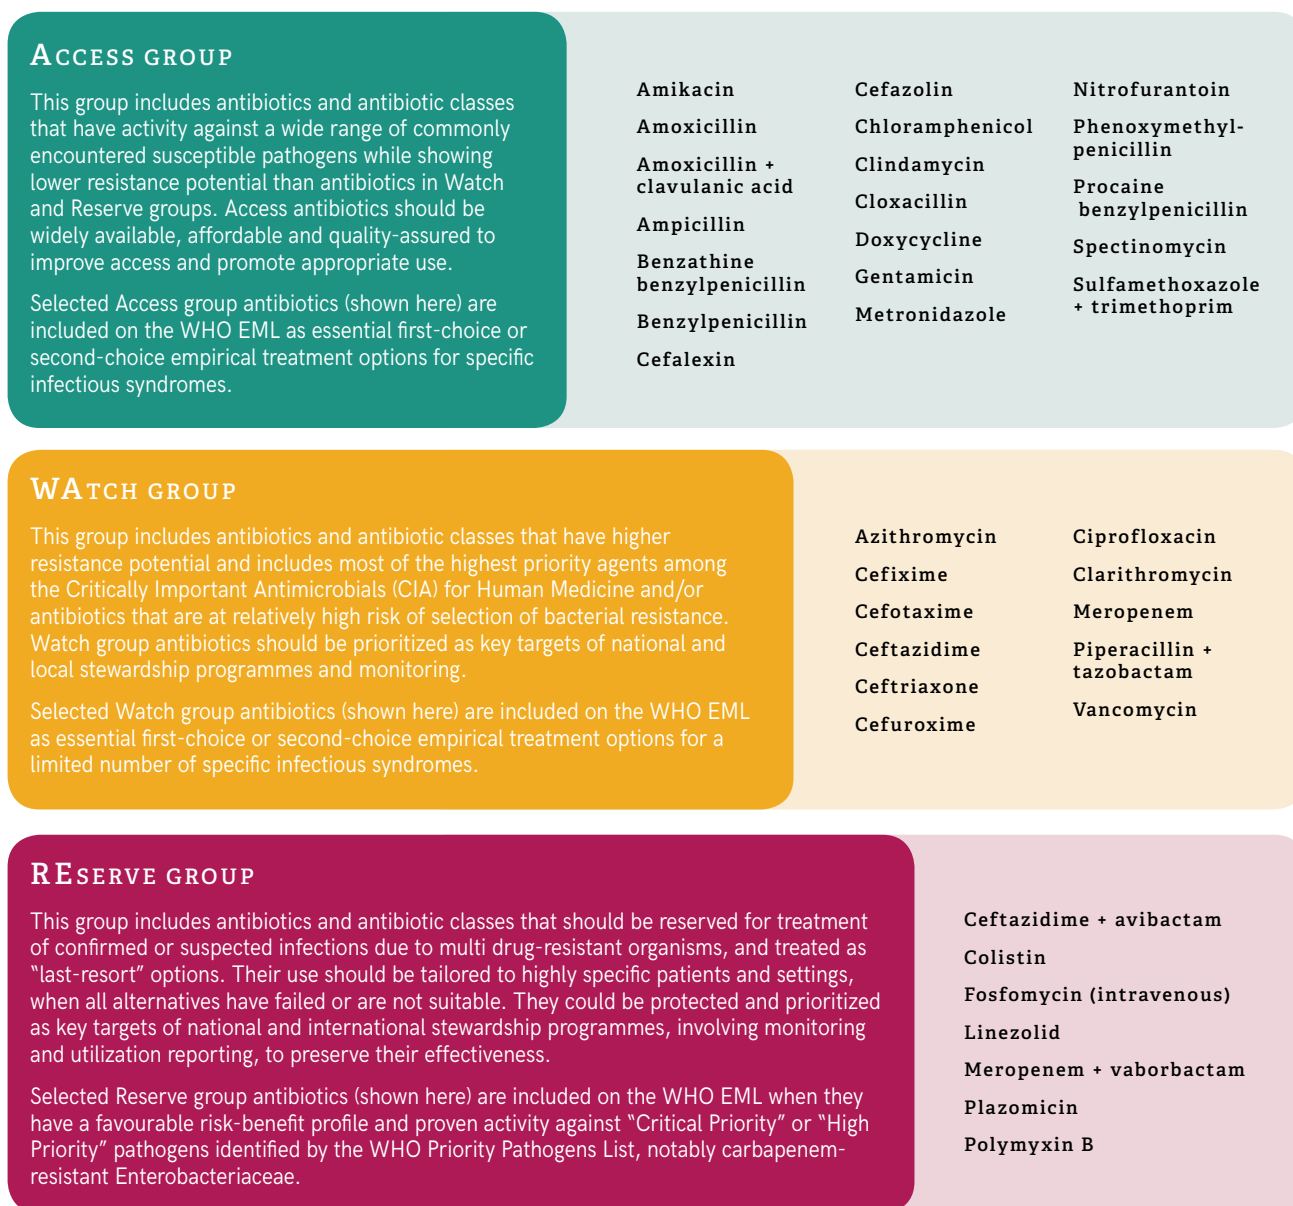 ACCESS GROUP
This group includes antibiotics and antibiotic classes
that have activity against a wide range of commonly
encountered susceptible pathogens while showing
lower resistance potential than antibiotics in Watch
and Reserve groups. Access antibiotics should be
widely available, affordable and quality-assured to
improve access and promote appropriate use.
Selected Access group antibiotics (shown here) are
included on the WHO EML as essential first-choice or
second-choice empirical treatment options for specific
infectious syndromes.
Amikacin
Amoxicillin
Amoxicillin +
clavulanic acid
Ampicillin
Benzathine
benzylpenicillin
Benzylpenicillin
Cefalexin
Cefazolin
Chloramphenicol
Clindamycin
Cloxacillin
Doxycycline
Gentamicin
Metronidazole
Nitrofurantoin
Phenoxymethyl-
penicillin
Procaine
benzylpenicillin
Spectinomycin
Sulfamethoxazole
+ trimethoprim
WATCH GROUP
This group includes antibiotics and antibiotic classes that have higher
resistance potential and includes most of the highest priority agents among
the Critically Important Antimicrobials (CIA) for Human Medicine and/or
antibiotics that are at relatively high risk of selection of bacterial resistance.
Watch group antibiotics should be prioritized as key targets of national and
local stewardship programmes and monitoring.
Selected Watch group antibiotics (shown here) are included on the WHO EML
as essential first-choice or second-choice empirical treatment options for a
limited number of specific infectious syndromes.
Azithromycin
Cefixime
Cefotaxime
Ceftazidime
Ceftriaxone
Cefuroxime
Ciprofloxacin
Clarithromycin
Meropenem
Piperacillin +
tazobactam
Vancomycin
RESERVE GROUP
This group includes antibiotics and antibiotic classes that should be reserved for treatment
of confirmed or suspected infections due to multi drug-resistant organisms, and treated as
“last-resort” options. Their use should be tailored to highly specific patients and settings,
when all alternatives have failed or are not suitable. They could be protected and prioritized
as key targets of national and international stewardship programmes, involving monitoring
and utilization reporting, to preserve their effectiveness.
Selected Reserve group antibiotics (shown here) are included on the WHO EML when they
have a favourable risk-benefit profile and proven activity against “Critical Priority” or “High
Priority” pathogens identified by the WHO Priority Pathogens List, notably carbapenem-
resistant Enterobacteriaceae.
Ceftazidime + avibactam
Colistin
Fosfomycin (intravenous)
Linezolid
Meropenem + vaborbactam
Plazomicin
Polymyxin B